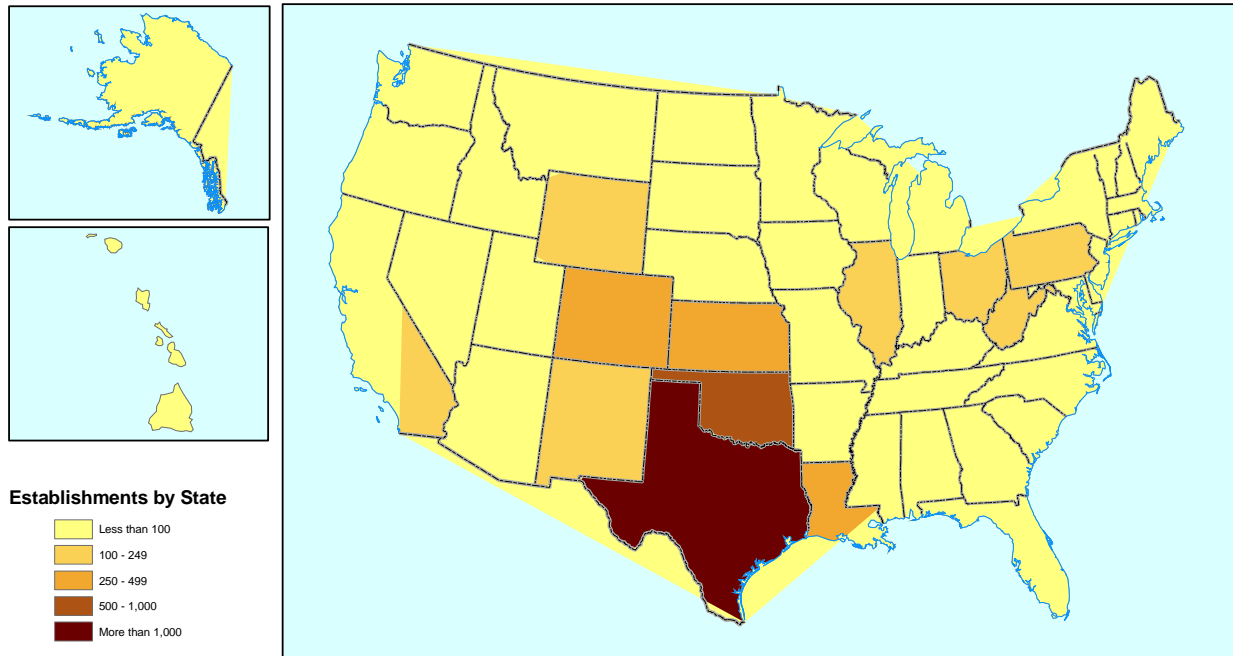 Establishments by State
Less than 100
100 - 249
250 - 499
500 - 1,000
More than 1,000